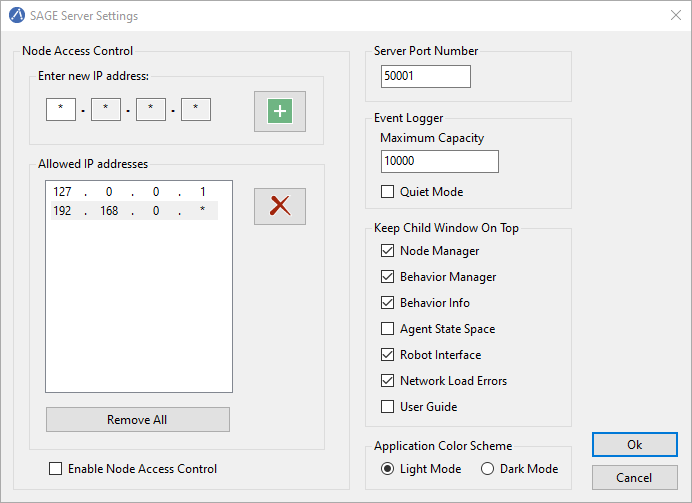 SAGE Server Settings
Node Access Control
Enter new IP address:
* . * . * . *
Allowed IP addresses
127 . 0 . 0 . 1
192 . 168 . 0 . *
Remove All
Enable Node Access Control
Server Port Number
50001
Event Logger
Maximum Capacity
10000
Quiet Mode
Keep Child Window On Top
Node Manager
Behavior Manager
Behavior Info
Agent State Space
Robot Interface
Network Load Errors
User Guide
Application Color Scheme
Light Mode Dark Mode
Ok
Cancel